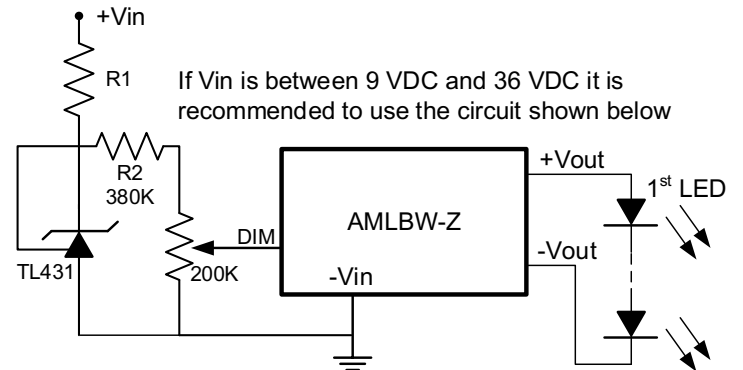 +Vin
R1
If Vin is between 9 VDC and 36 VDC it is
recommended to use the circuit shown below
R2
380K
TL431
200K
DIM
AMLBW-Z
-Vin
+Vout
-Vout
1st LED